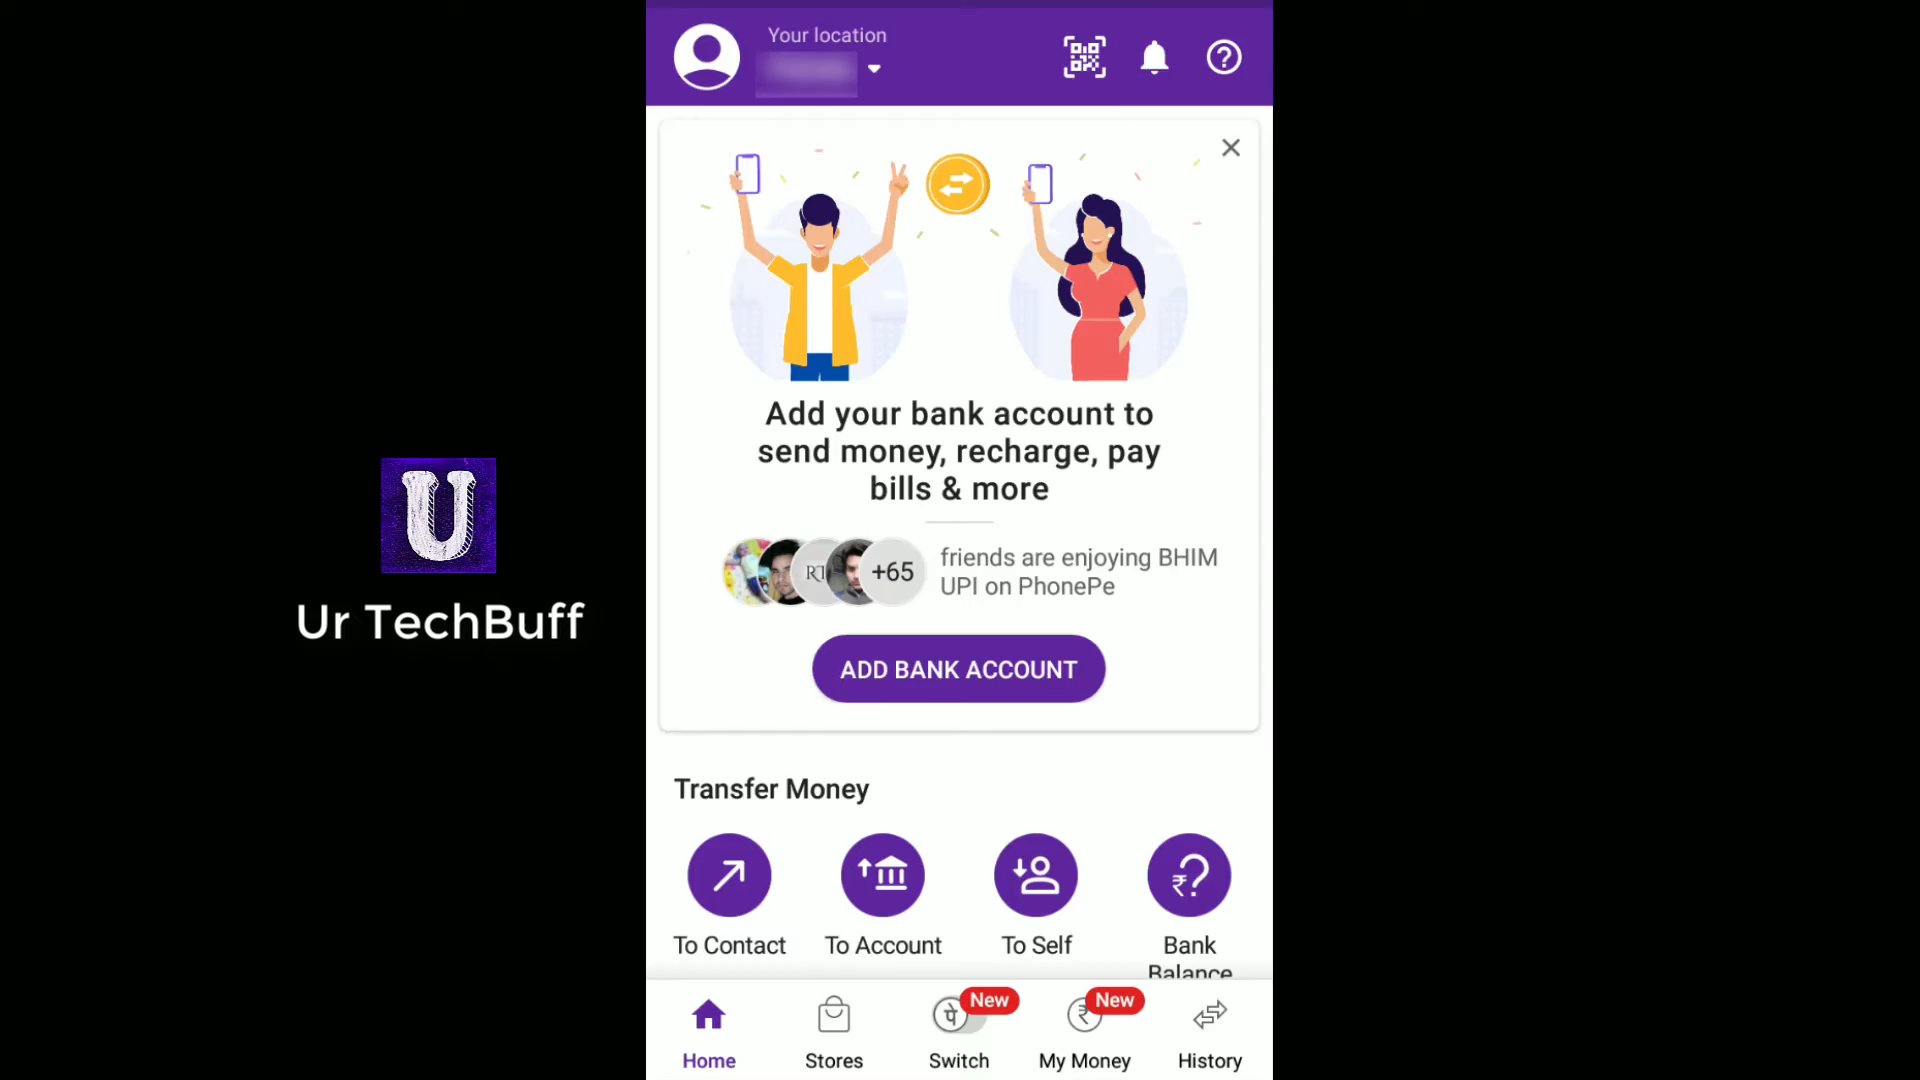 Your location
Add your bank account to
send money, recharge, pay
bills & more
+65
friends are enjoying BHIM
UPI on PhonePe
ADD BANK ACCOUNT
U
Ur TechBuff
Transfer Money
₹?
To Contact
To Account
To Self
Bank
Balance
New
New
पे
₹
Home
Stores
Switch
My Money
History